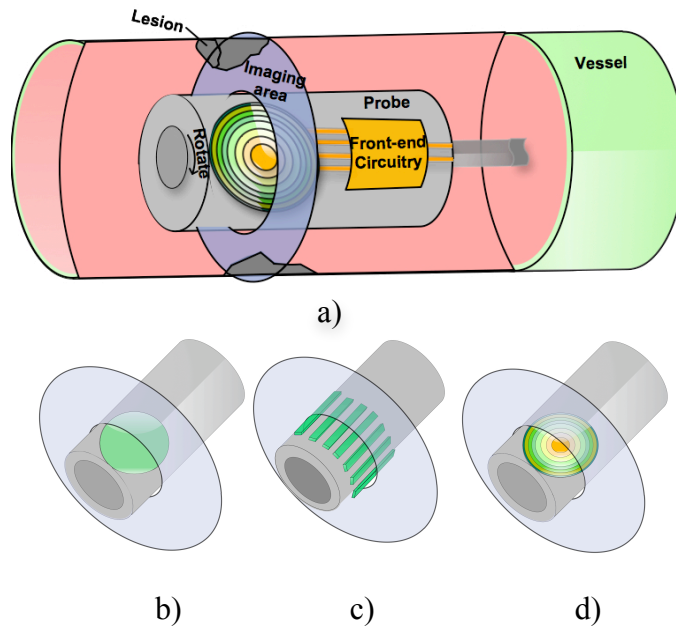 Lesion
Imaging
area
Vessel
Probe
Rotate
Front-end
Circuitry
a)
b) c) d)